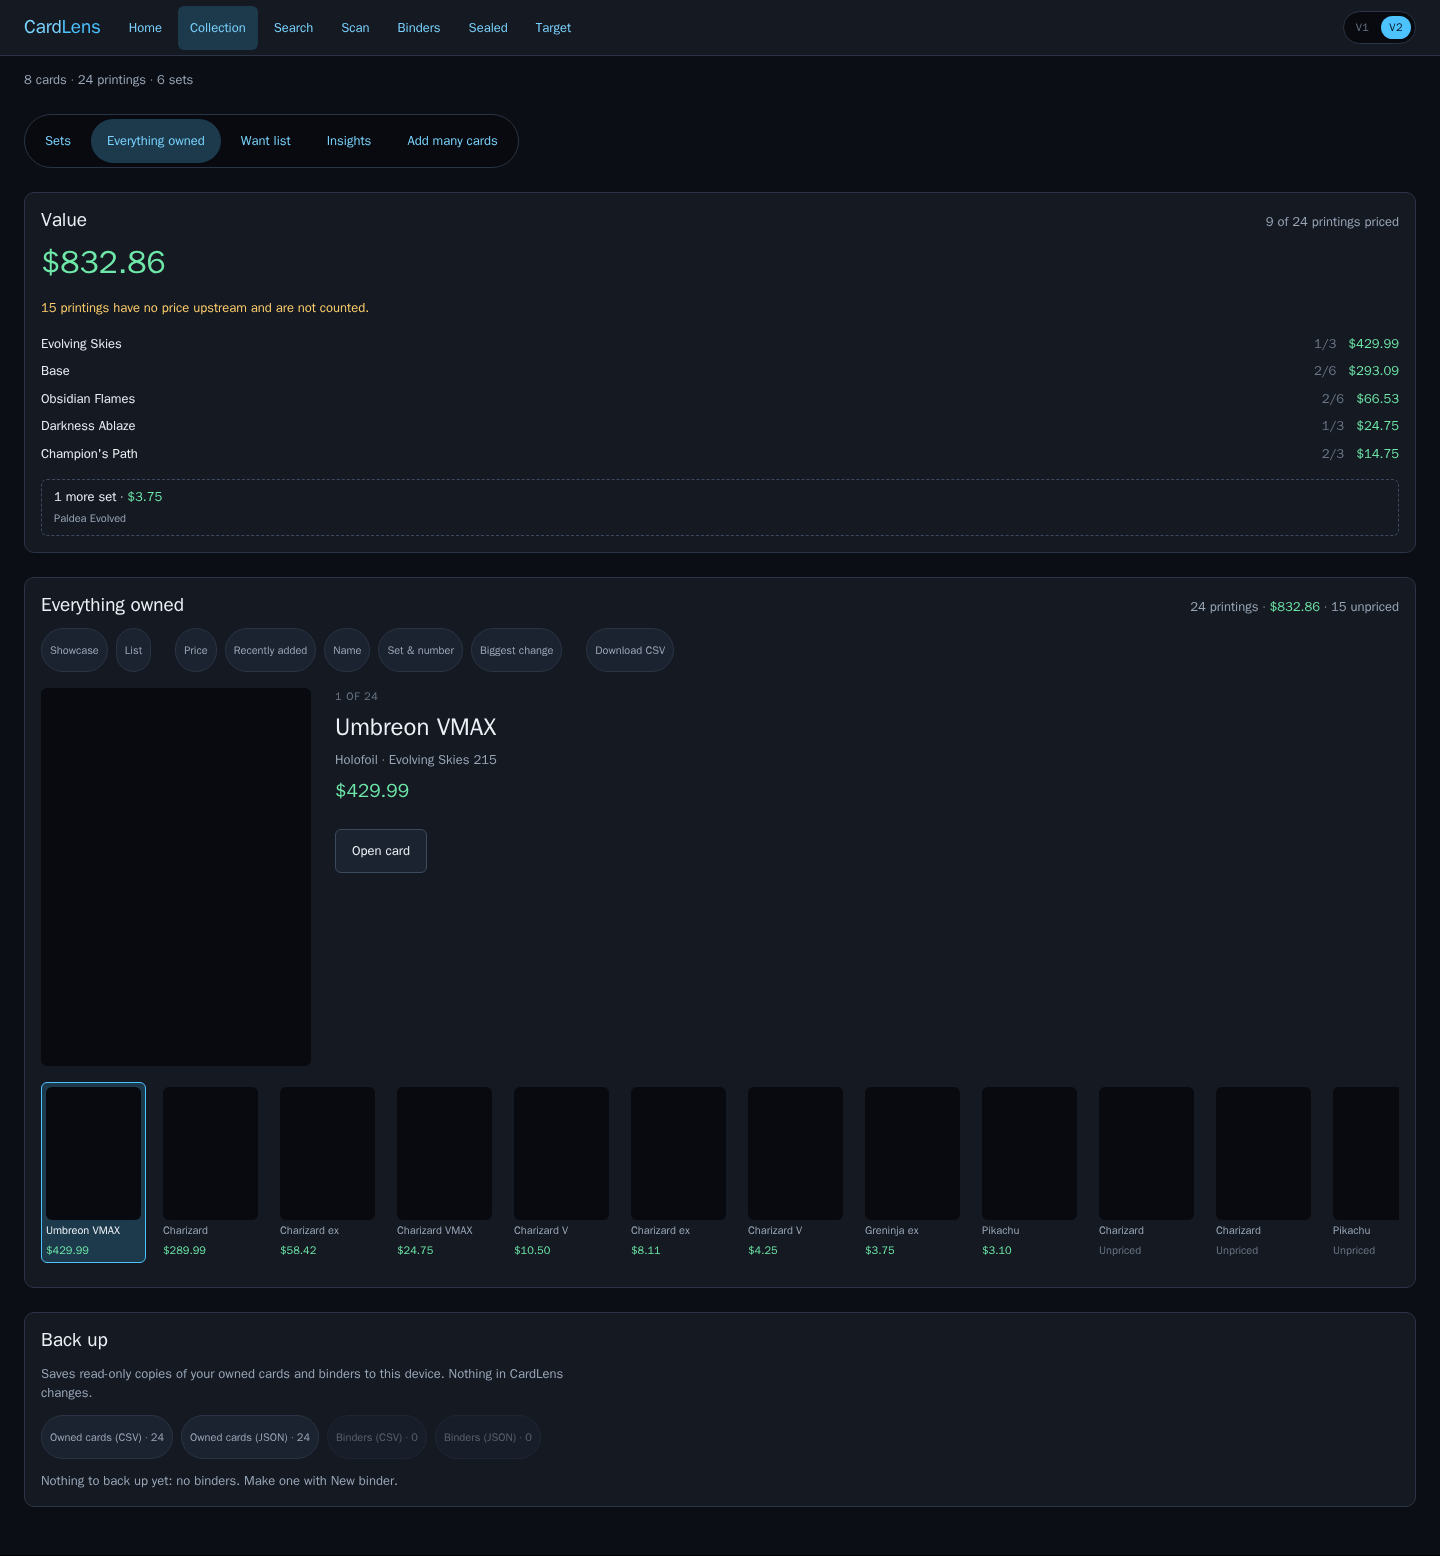 CardLens Home Collection Search Scan Binders Sealed Target V1 V2
8 cards · 24 printings · 6 sets
Sets Everything owned Want list Insights Add many cards
Value 9 of 24 printings priced
$832.86
15 printings have no price upstream and are not counted.
Evolving Skies 1/3 $429.99
Base 2/6 $293.09
Obsidian Flames 2/6 $66.53
Darkness Ablaze 1/3 $24.75
Champion's Path 2/3 $14.75
1 more set · $3.75
Paldea Evolved
Everything owned 24 printings · $832.86 · 15 unpriced
Showcase List Price Recently added Name Set & number Biggest change Download CSV
1 OF 24
Umbreon VMAX
Holofoil · Evolving Skies 215
$429.99
Open card
Umbreon VMAX Charizard Charizard ex Charizard VMAX Charizard V Charizard ex Charizard V Greninja ex Pikachu Charizard Charizard Pikachu
$429.99 $289.99 $58.42 $24.75 $10.50 $8.11 $4.25 $3.75 $3.10 Unpriced Unpriced Unpriced
Back up
Saves read-only copies of your owned cards and binders to this device. Nothing in CardLens
changes.
Owned cards (CSV) · 24 Owned cards (JSON) · 24 Binders (CSV) · 0 Binders (JSON) · 0
Nothing to back up yet: no binders. Make one with New binder.